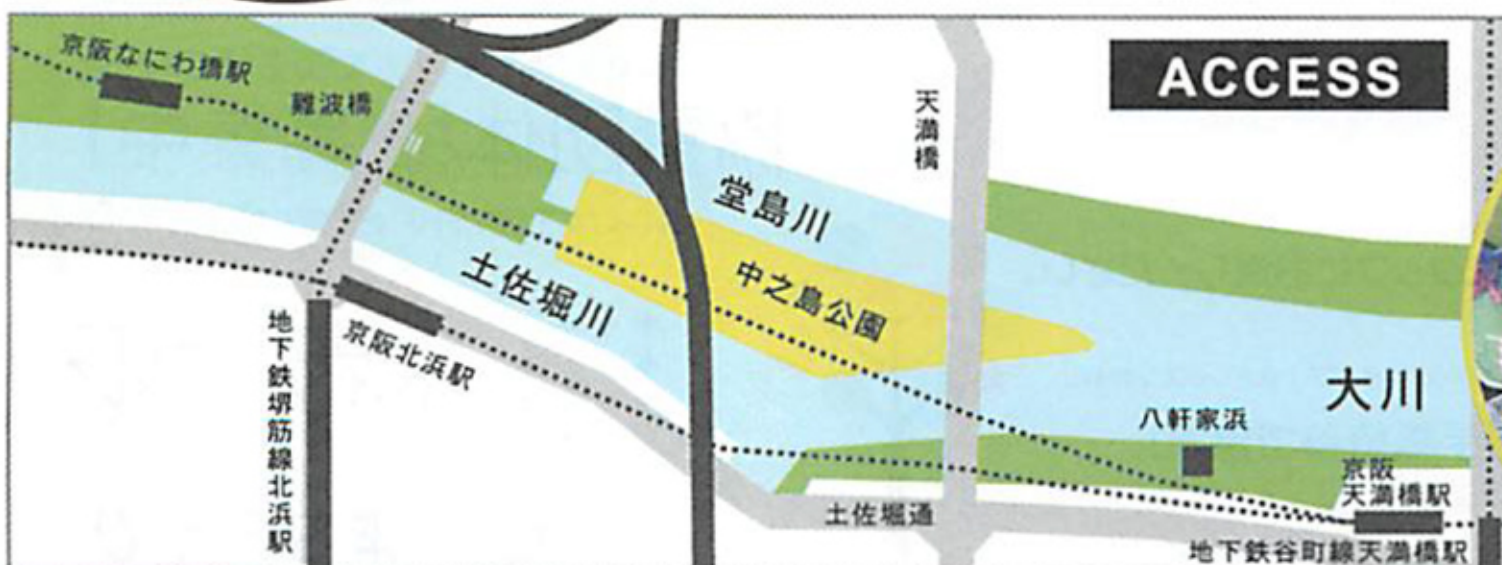 ACCESS
京阪なにわ橋駅
難波橋
天満橋
堂島川
中之島公園
土佐堀川
京阪北浜駅
地下鉄堺筋線北浜駅
大川
八軒家浜
京阪
天満橋駅
土佐堀通
地下鉄谷町線天満橋駅